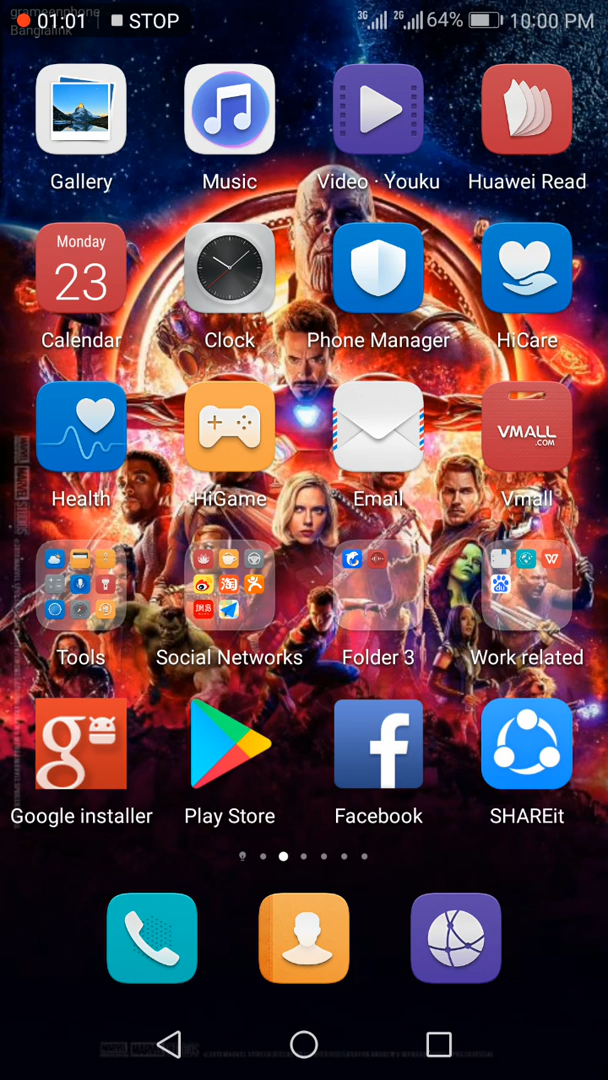 grameenphone
Banglalink
01:01 STOP 3G 2G 64% 10:00 PM
Gallery Music Video · Youku Huawei Read
Monday
23
Calendar Clock Phone Manager HiCare
VMALL
.COM
Health HiGame Email Vmall
Tools Social Networks Folder 3 Work related
Google installer Play Store Facebook SHAREit